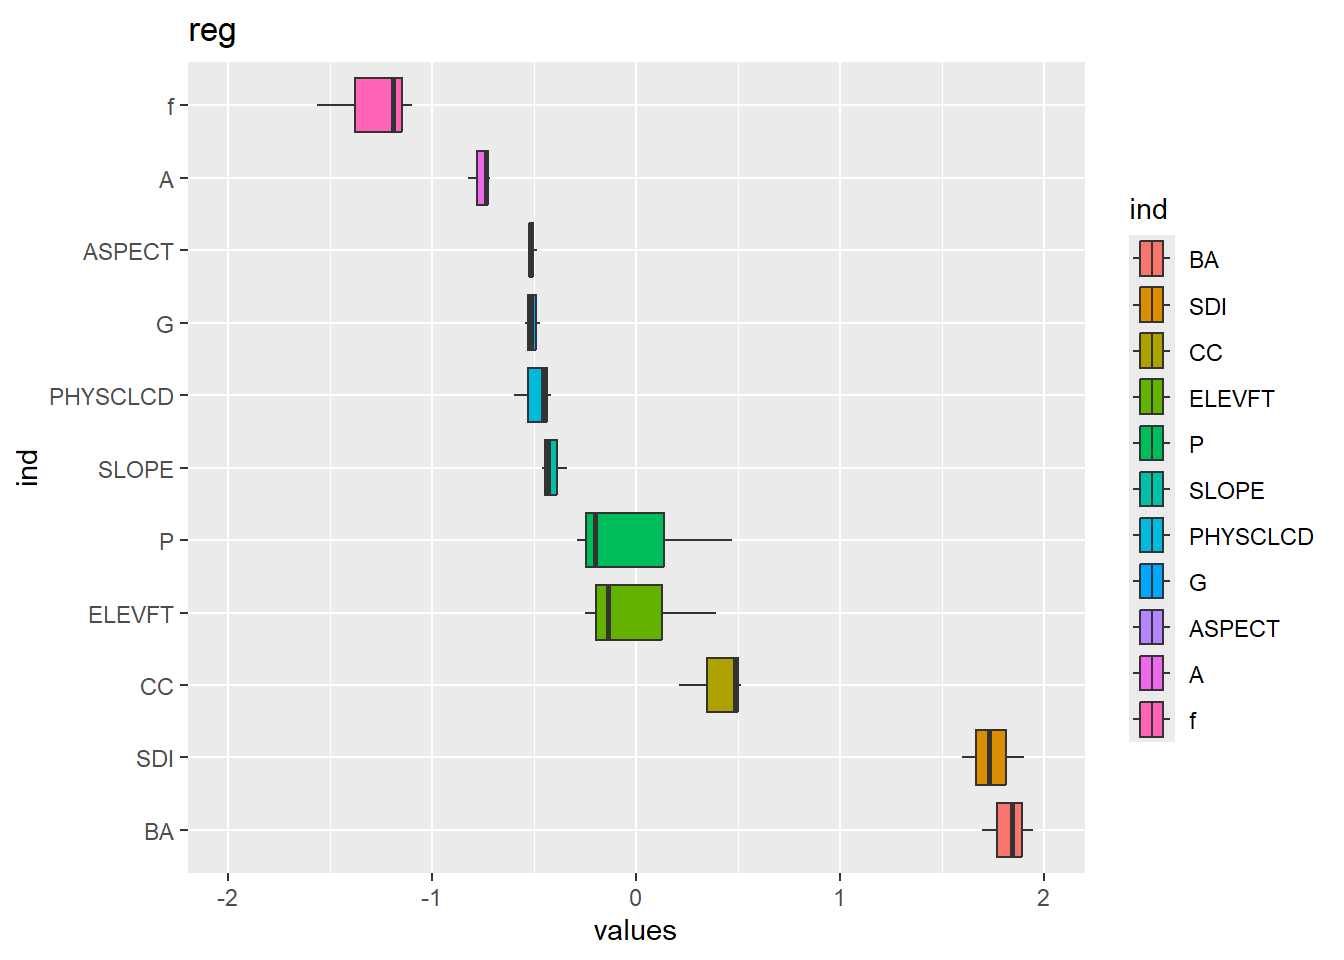 reg
f
A
ASPECT
G
PHYSCLCD
SLOPE
P
ELEVFT
CC
SDI
BA
ind
-2 -1 0 1 2
values
ind
BA
SDI
CC
ELEVFT
P
SLOPE
PHYSCLCD
G
ASPECT
A
f